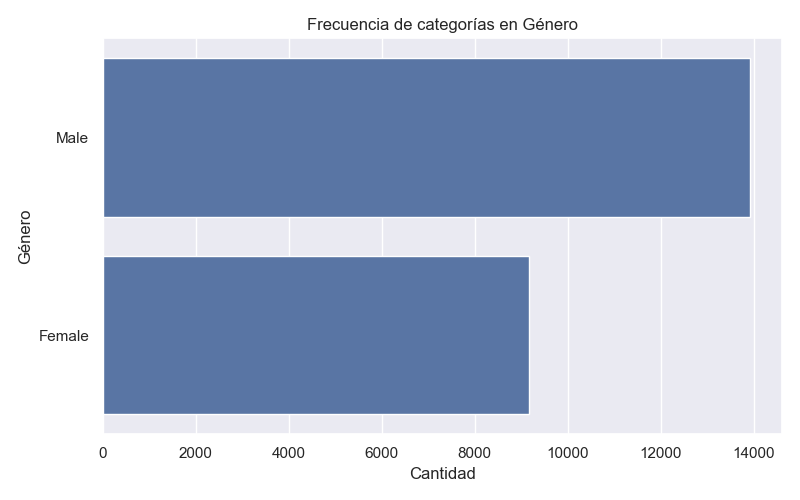 Frecuencia de categorías en Género
Male
Female
Género
0 2000 4000 6000 8000 10000 12000 14000
Cantidad